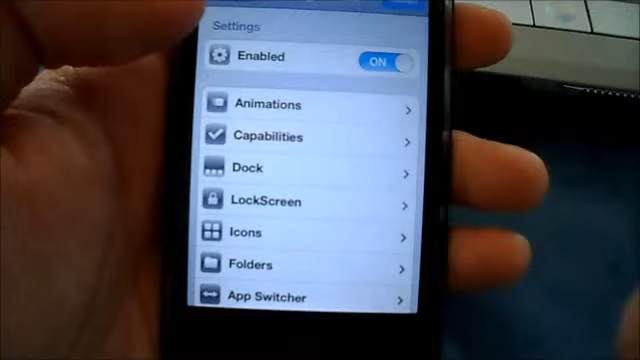 Settings
Enabled ON
Animations
Capabilities
Dock
LockScreen
Icons
Folders
App Switcher